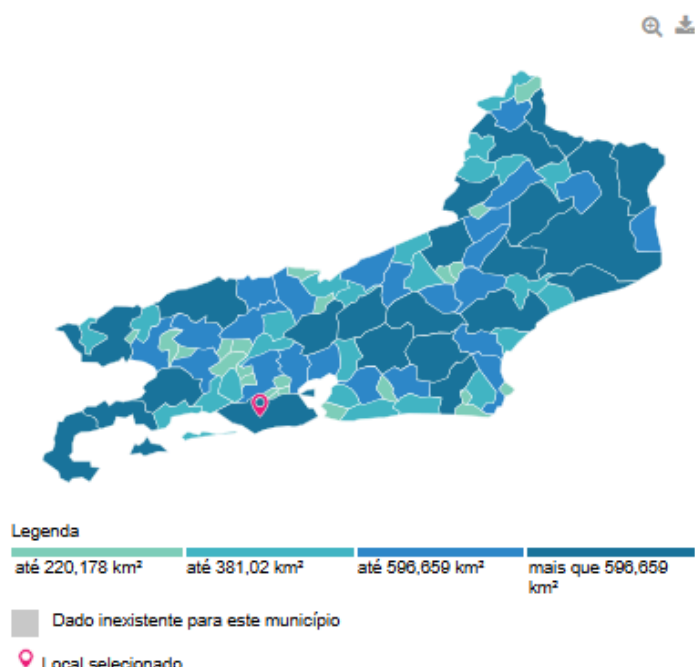 Legenda
até 220,178 km²
até 381,02 km²
até 596,659 km²
mais que 596,659
km²
Dado inexistente para este município
Local selecionado